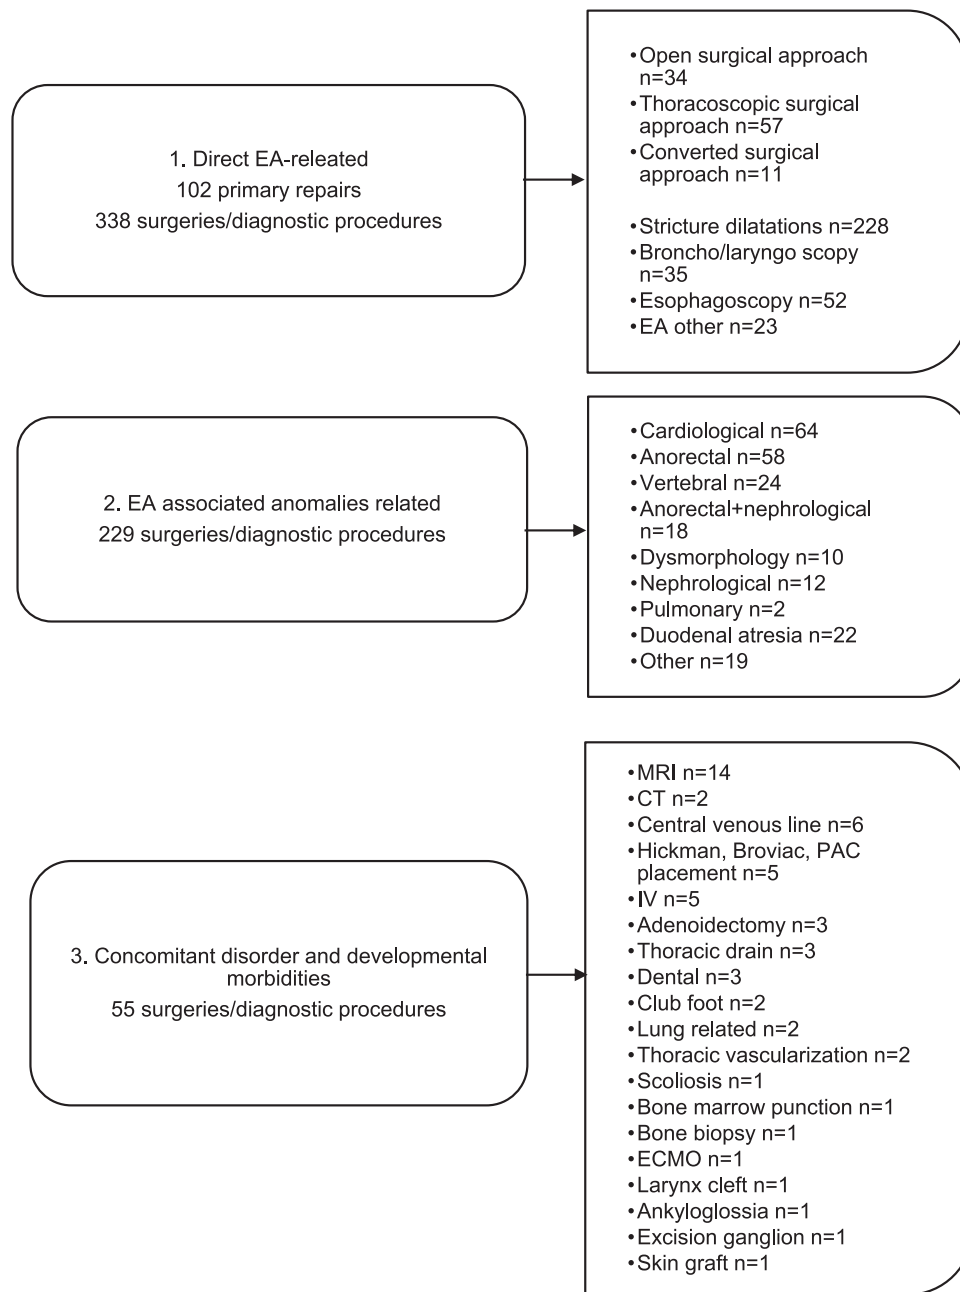 1. Direct EA-releated
102 primary repairs
338 surgeries/diagnostic procedures
•Open surgical approach
n=34
•Thoracoscopic surgical
approach n=57
•Converted surgical
approach n=11
•Stricture dilatations n=228
•Broncho/laryngo scopy
n=35
•Esophagoscopy n=52
•EA other n=23
2. EA associated anomalies related
229 surgeries/diagnostic procedures
•Cardiological n=64
•Anorectal n=58
•Vertebral n=24
•Anorectal+nephrological
n=18
•Dysmorphology n=10
•Nephrological n=12
•Pulmonary n=2
•Duodenal atresia n=22
•Other n=19
3. Concomitant disorder and developmental
morbidities
55 surgeries/diagnostic procedures
•MRI n=14
•CT n=2
•Central venous line n=6
•Hickman, Broviac, PAC
placement n=5
•IV n=5
•Adenoidectomy n=3
•Thoracic drain n=3
•Dental n=3
•Club foot n=2
•Lung related n=2
•Thoracic vascularization n=2
•Scoliosis n=1
•Bone marrow punction n=1
•Bone biopsy n=1
•ECMO n=1
•Larynx cleft n=1
•Ankyloglossia n=1
•Excision ganglion n=1
•Skin graft n=1